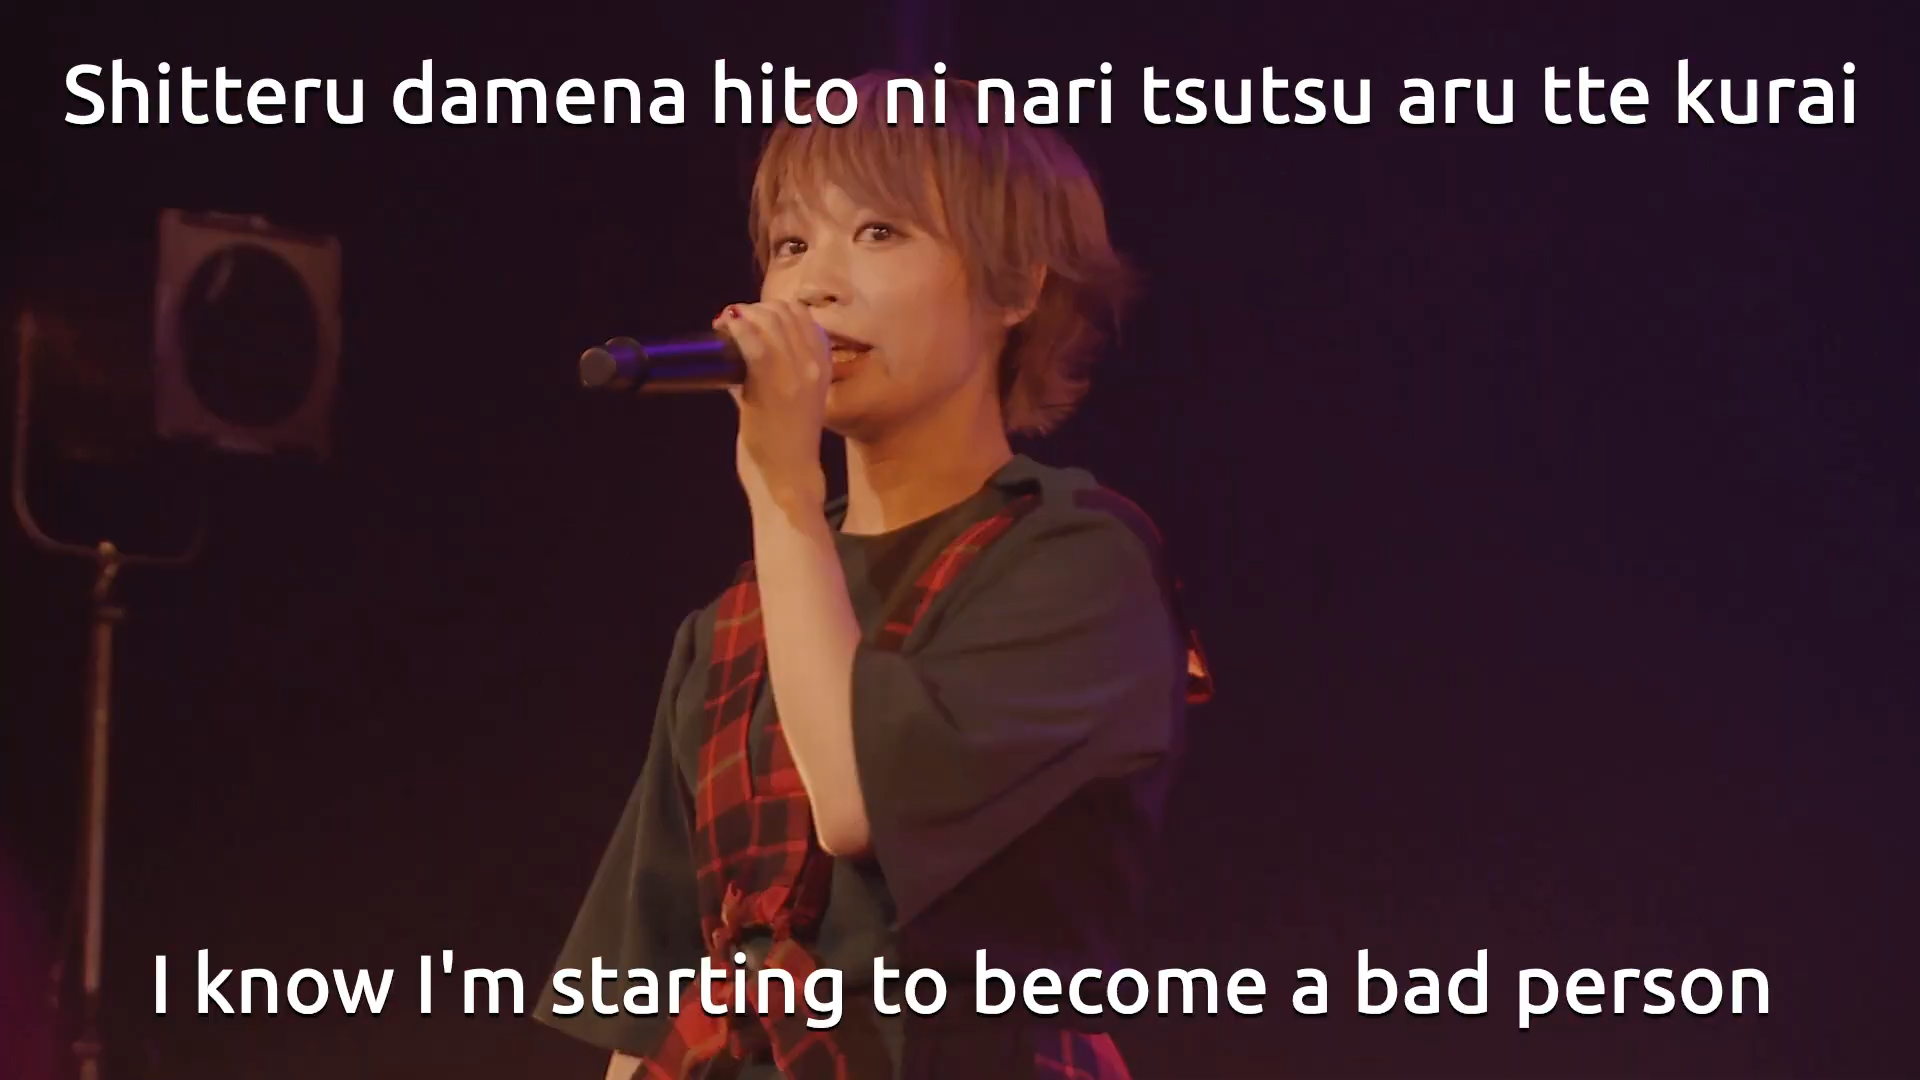 Shitteru damena hito ni nari tsutsu aru tte kurai
I know I'm starting to become a bad person